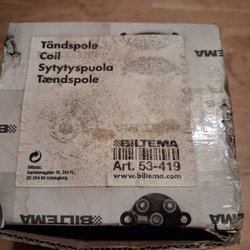 Tändspole
Coil
Sytytyspuola
Tændspole
BILTEMA
Art. 53-419
www.biltema.com
Biltema.
BILTEMA